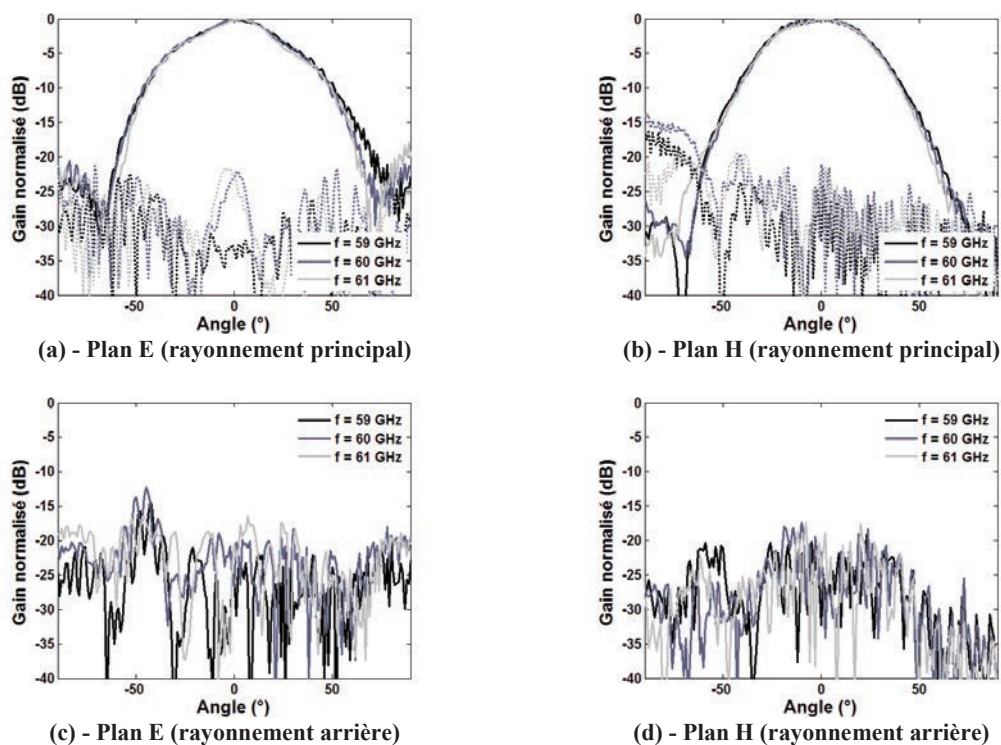 Gain normalisé (dB)
0
-5
-10
-15
-20
-25
-30
-35
-40
f = 59 GHz
f = 60 GHz
f = 61 GHz
-50
0
50
Angle (°)
(a) - Plan E (rayonnement principal)
Gain normalisé (dB)
0
-5
-10
-15
-20
-25
-30
-35
-40
f = 59 GHz
f = 60 GHz
f = 61 GHz
-50
0
50
Angle (°)
(b) - Plan H (rayonnement principal)
Gain normalisé (dB)
0
-5
-10
-15
-20
-25
-30
-35
-40
f = 59 GHz
f = 60 GHz
f = 61 GHz
-50
0
50
Angle (°)
(c) - Plan E (rayonnement arrière)
Gain normalisé (dB)
0
-5
-10
-15
-20
-25
-30
-35
-40
f = 59 GHz
f = 60 GHz
f = 61 GHz
-50
0
50
Angle (°)
(d) - Plan H (rayonnement arrière)